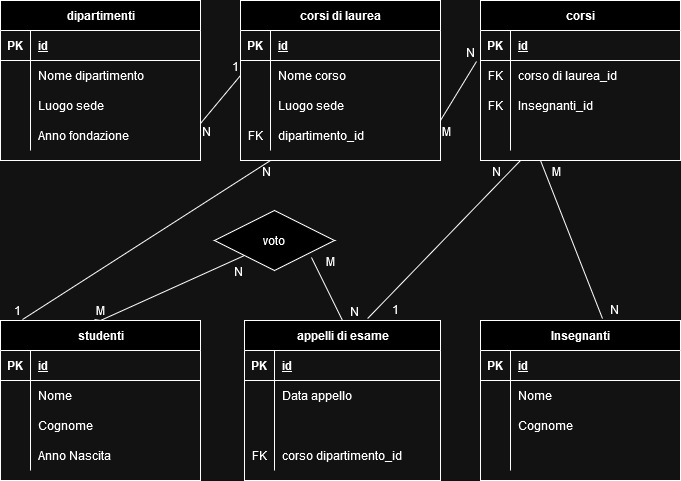 dipartimenti
PK id
Nome dipartimento
Luogo sede
Anno fondazione
corsi di laurea
PK id
Nome corso
Luogo sede
FK dipartimento_id
corsi
PK id
FK corso di laurea_id
FK Insegnanti_id
1
N
N
M
N
N
M
voto
N
M
1
M
N
1
N
studenti
PK id
Nome
Cognome
Anno Nascita
appelli di esame
PK id
Data appello
FK corso dipartimento_id
Insegnanti
PK id
Nome
Cognome